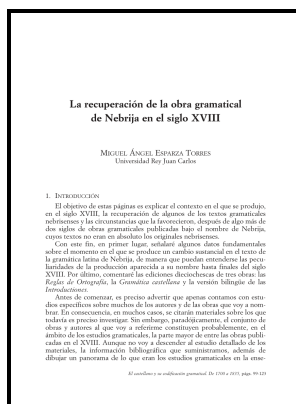 La recuperación de la obra gramatical
de Nebrija en el siglo XVIII
MIGUEL ÁNGEL ESPARZA TORRES
Universidad Rey Juan Carlos
1. INTRODUCCIÓN
El objetivo de estas páginas es explicar el contexto en el que se produjo,
en el siglo XVIII, la recuperación de algunos de los textos gramaticales
nebrisenses y las circunstancias que la favorecieron, después de algo más de
dos siglos de obras gramaticales publicadas bajo el nombre de Nebrija,
cuyos textos no eran en absoluto los originales nebrisenses.
Con este fin, en primer lugar, señalaré algunos datos fundamentales
sobre el momento en el que se produce un cambio sustancial en el texto de
la gramática latina de Nebrija, de manera que puedan entenderse las pecu-
liaridades de la producción aparecida a su nombre hasta finales del siglo
XVIII. Por último, comentaré las ediciones dieciochescas de tres obras: las
Reglas de Ortografía, la Gramática castellana y la versión bilingüe de las
Introductiones.
Antes de comenzar, es preciso advertir que apenas contamos con estu-
dios específicos sobre muchos de los autores y de las obras que voy a nom-
brar. En consecuencia, en muchos casos, se citarán materiales sobre los que
todavía es preciso investigar. Sin embargo, paradójicamente, el conjunto de
obras y autores al que voy a referirme constituyen probablemente, en el
ámbito de los estudios gramaticales, la parte mayor de entre las obras publi-
cadas en el XVIII. Aunque no voy a descender al estudio detallado de los
materiales, la información bibliográfica que suministramos, además de
dibujar un panorama de lo que eran los estudios gramaticales en la ense-
El castellano y su codificación gramatical. De 1700 a 1835, págs. 99-125